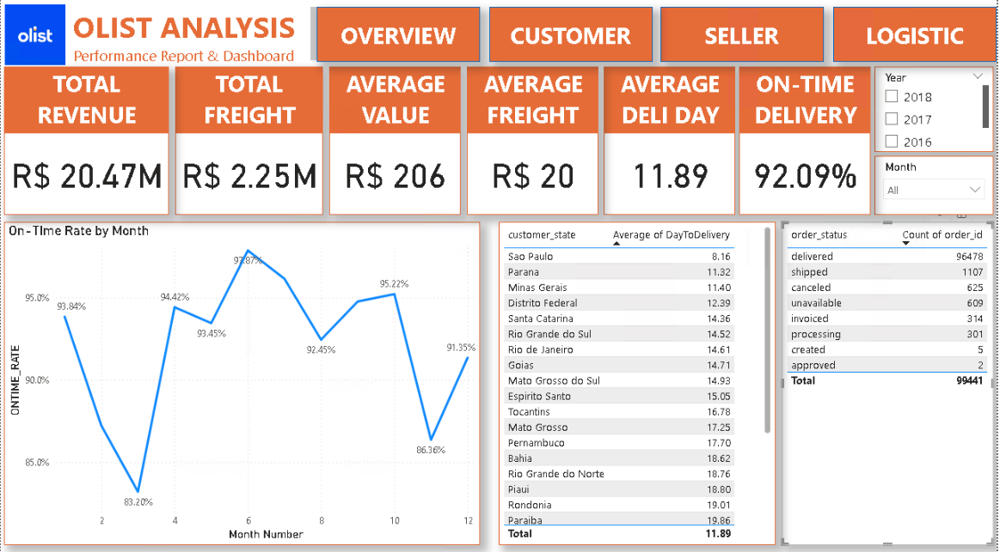 olist
OLIST ANALYSIS
Performance Report & Dashboard
OVERVIEW
CUSTOMER
SELLER
LOGISTIC
TOTAL
REVENUE
R$ 20.47M
TOTAL
FREIGHT
R$ 2.25M
AVERAGE
VALUE
R$ 206
AVERAGE
FREIGHT
R$ 20
AVERAGE
DELI DAY
11.89
ON-TIME
DELIVERY
92.09%
Year
2018
2017
2016
Month
All
On-TIme Rate by Month
ONTIME_RATE
95.0%
90.0%
85.0%
93.84%
83.20%
94.42%
93.45%
97.87%
92.45%
95.22%
86.36%
91.35%
2 4 6 8 10 12
Month Number
customer_state Average of DayToDelivery
Sao Paulo 8.16
Parana 11.32
Minas Gerais 11.40
Distrito Federal 12.39
Santa Catarina 14.36
Rio Grande do Sul 14.52
Rio de Janeiro 14.61
Goias 14.71
Mato Grosso do Sul 14.93
Espirito Santo 15.05
Tocantins 16.78
Mato Grosso 17.25
Pernambuco 17.70
Bahia 18.62
Rio Grande do Norte 18.76
Piaui 18.80
Rondonia 19.01
Paraiba 19.86
Total 11.89
order_status Count of order_id
delivered 96478
shipped 1107
canceled 625
unavailable 609
invoiced 314
processing 301
created 5
approved 2
Total 99441